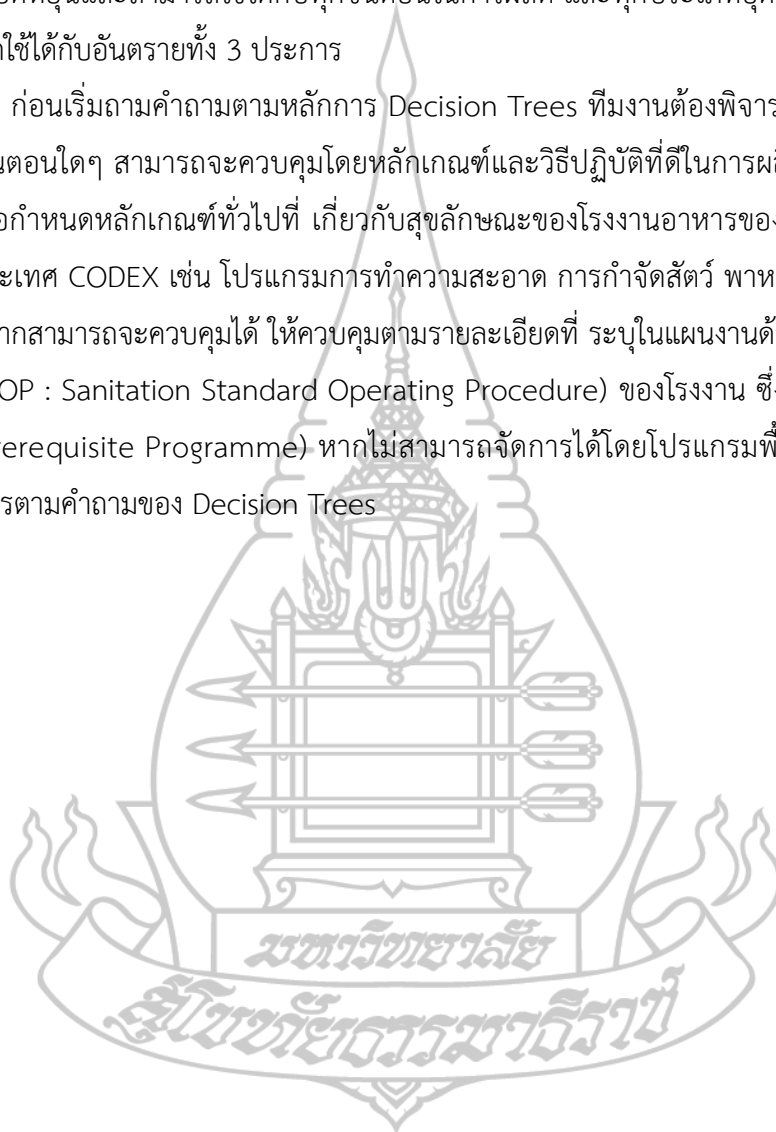 ใช้ได้กับอันตรายทั้ง 3 ประการ
ก่อนเริ่มถามคำถามตามหลักการ Decision Trees ทีมงานต้องพิจาร
นตอนใดๆ สามารถจะควบคุมโดยหลักเกณฑ์และวิธีปฏิบัติที่ดีในการผลิ
อกำหนดหลักเกณฑ์ทั่วไปที่ เกี่ยวกับสุขลักษณะของโรงงานอาหารของ
ะเทศ CODEX เช่น โปรแกรมการทำความสะอาด การกำจัดสัตว์ พาห
ากสามารถจะควบคุมได้ ให้ควบคุมตามรายละเอียดที่ ระบุในแผนงานด้
OP : Sanitation Standard Operating Procedure) ของโรงงาน ซึ่
erequisite Programme) หากไม่สามารถจัดการได้โดยโปรแกรมพื้
รตามคำถามของ Decision Trees
มหาวิทยาลัย
สุโขทัยธรรมาธิราช